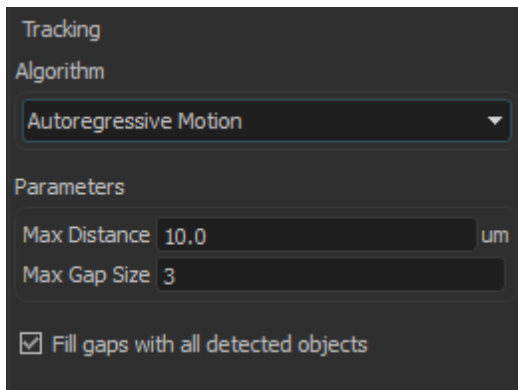 Tracking
Algorithm
Autoregressive Motion
Parameters
Max Distance 10.0 um
Max Gap Size 3
Fill gaps with all detected objects